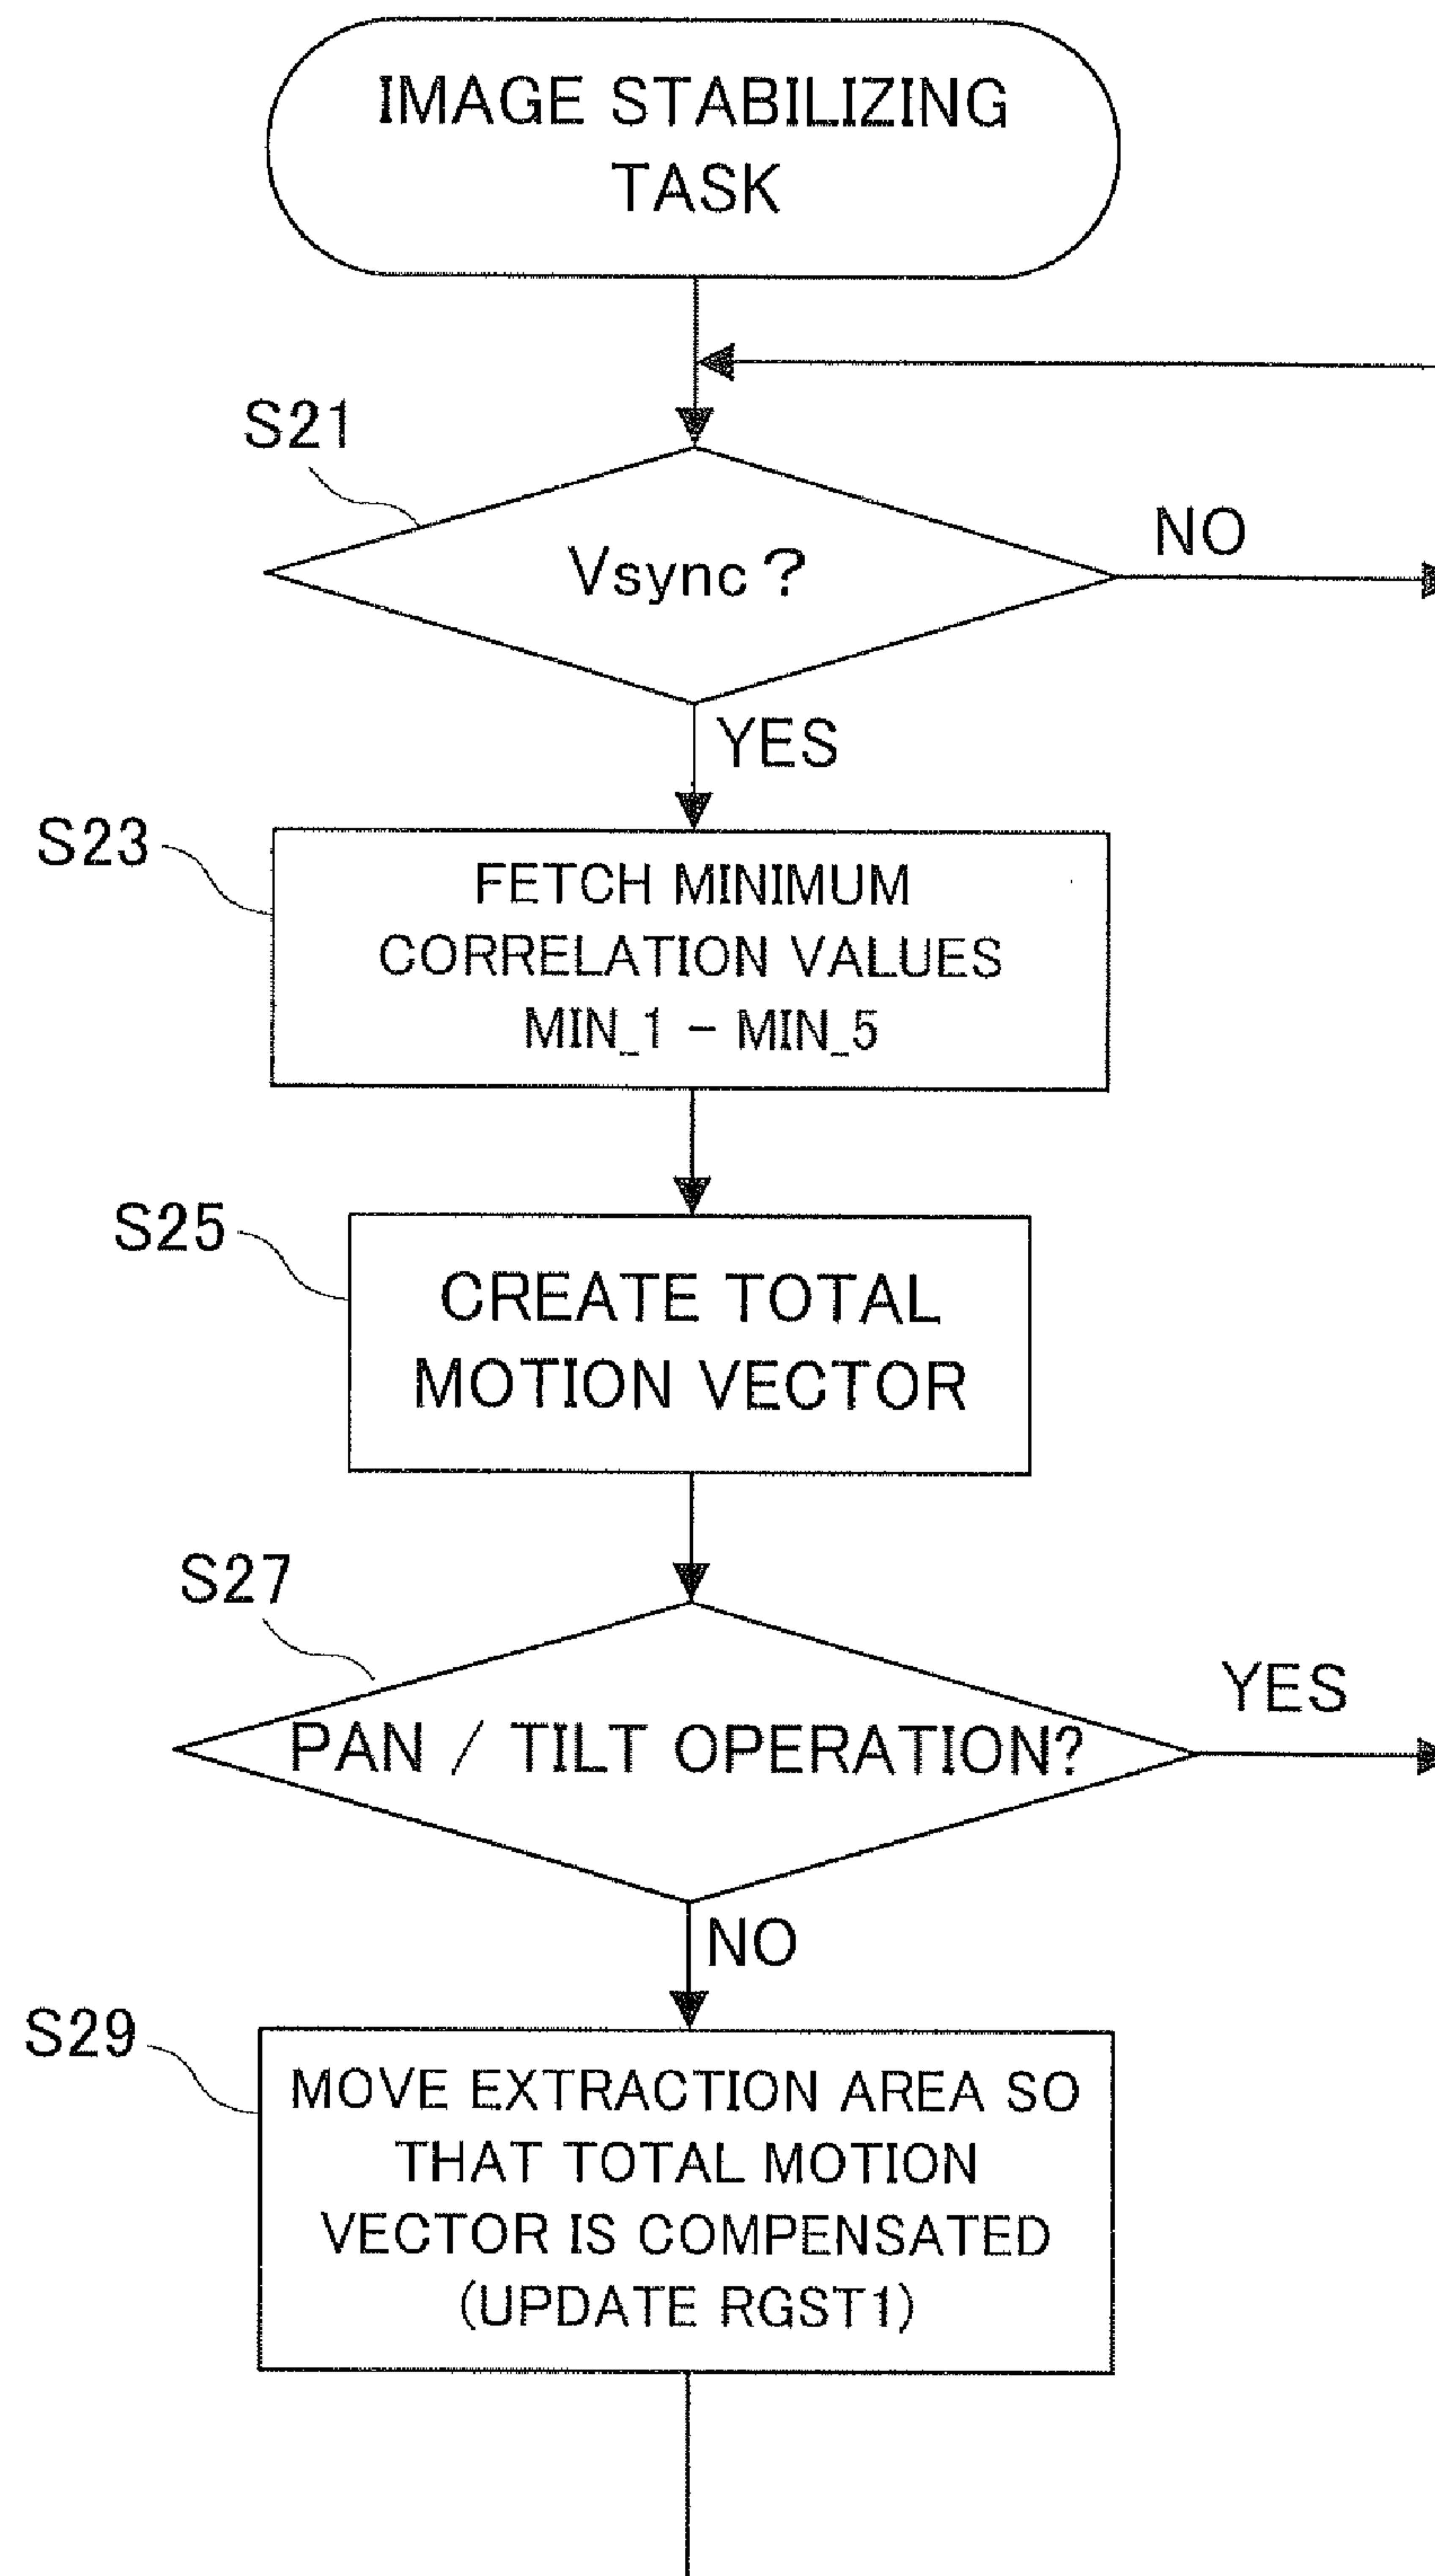 IMAGE STABILIZING
TASK
S21
Vsync ?
NO
YES
S23
FETCH MINIMUM
CORRELATION VALUES
MIN_1 – MIN_5
S25
CREATE TOTAL
MOTION VECTOR
S27
PAN / TILT OPERATION?
YES
NO
S29
MOVE EXTRACTION AREA SO
THAT TOTAL MOTION
VECTOR IS COMPENSATED
(UPDATE RGST1)